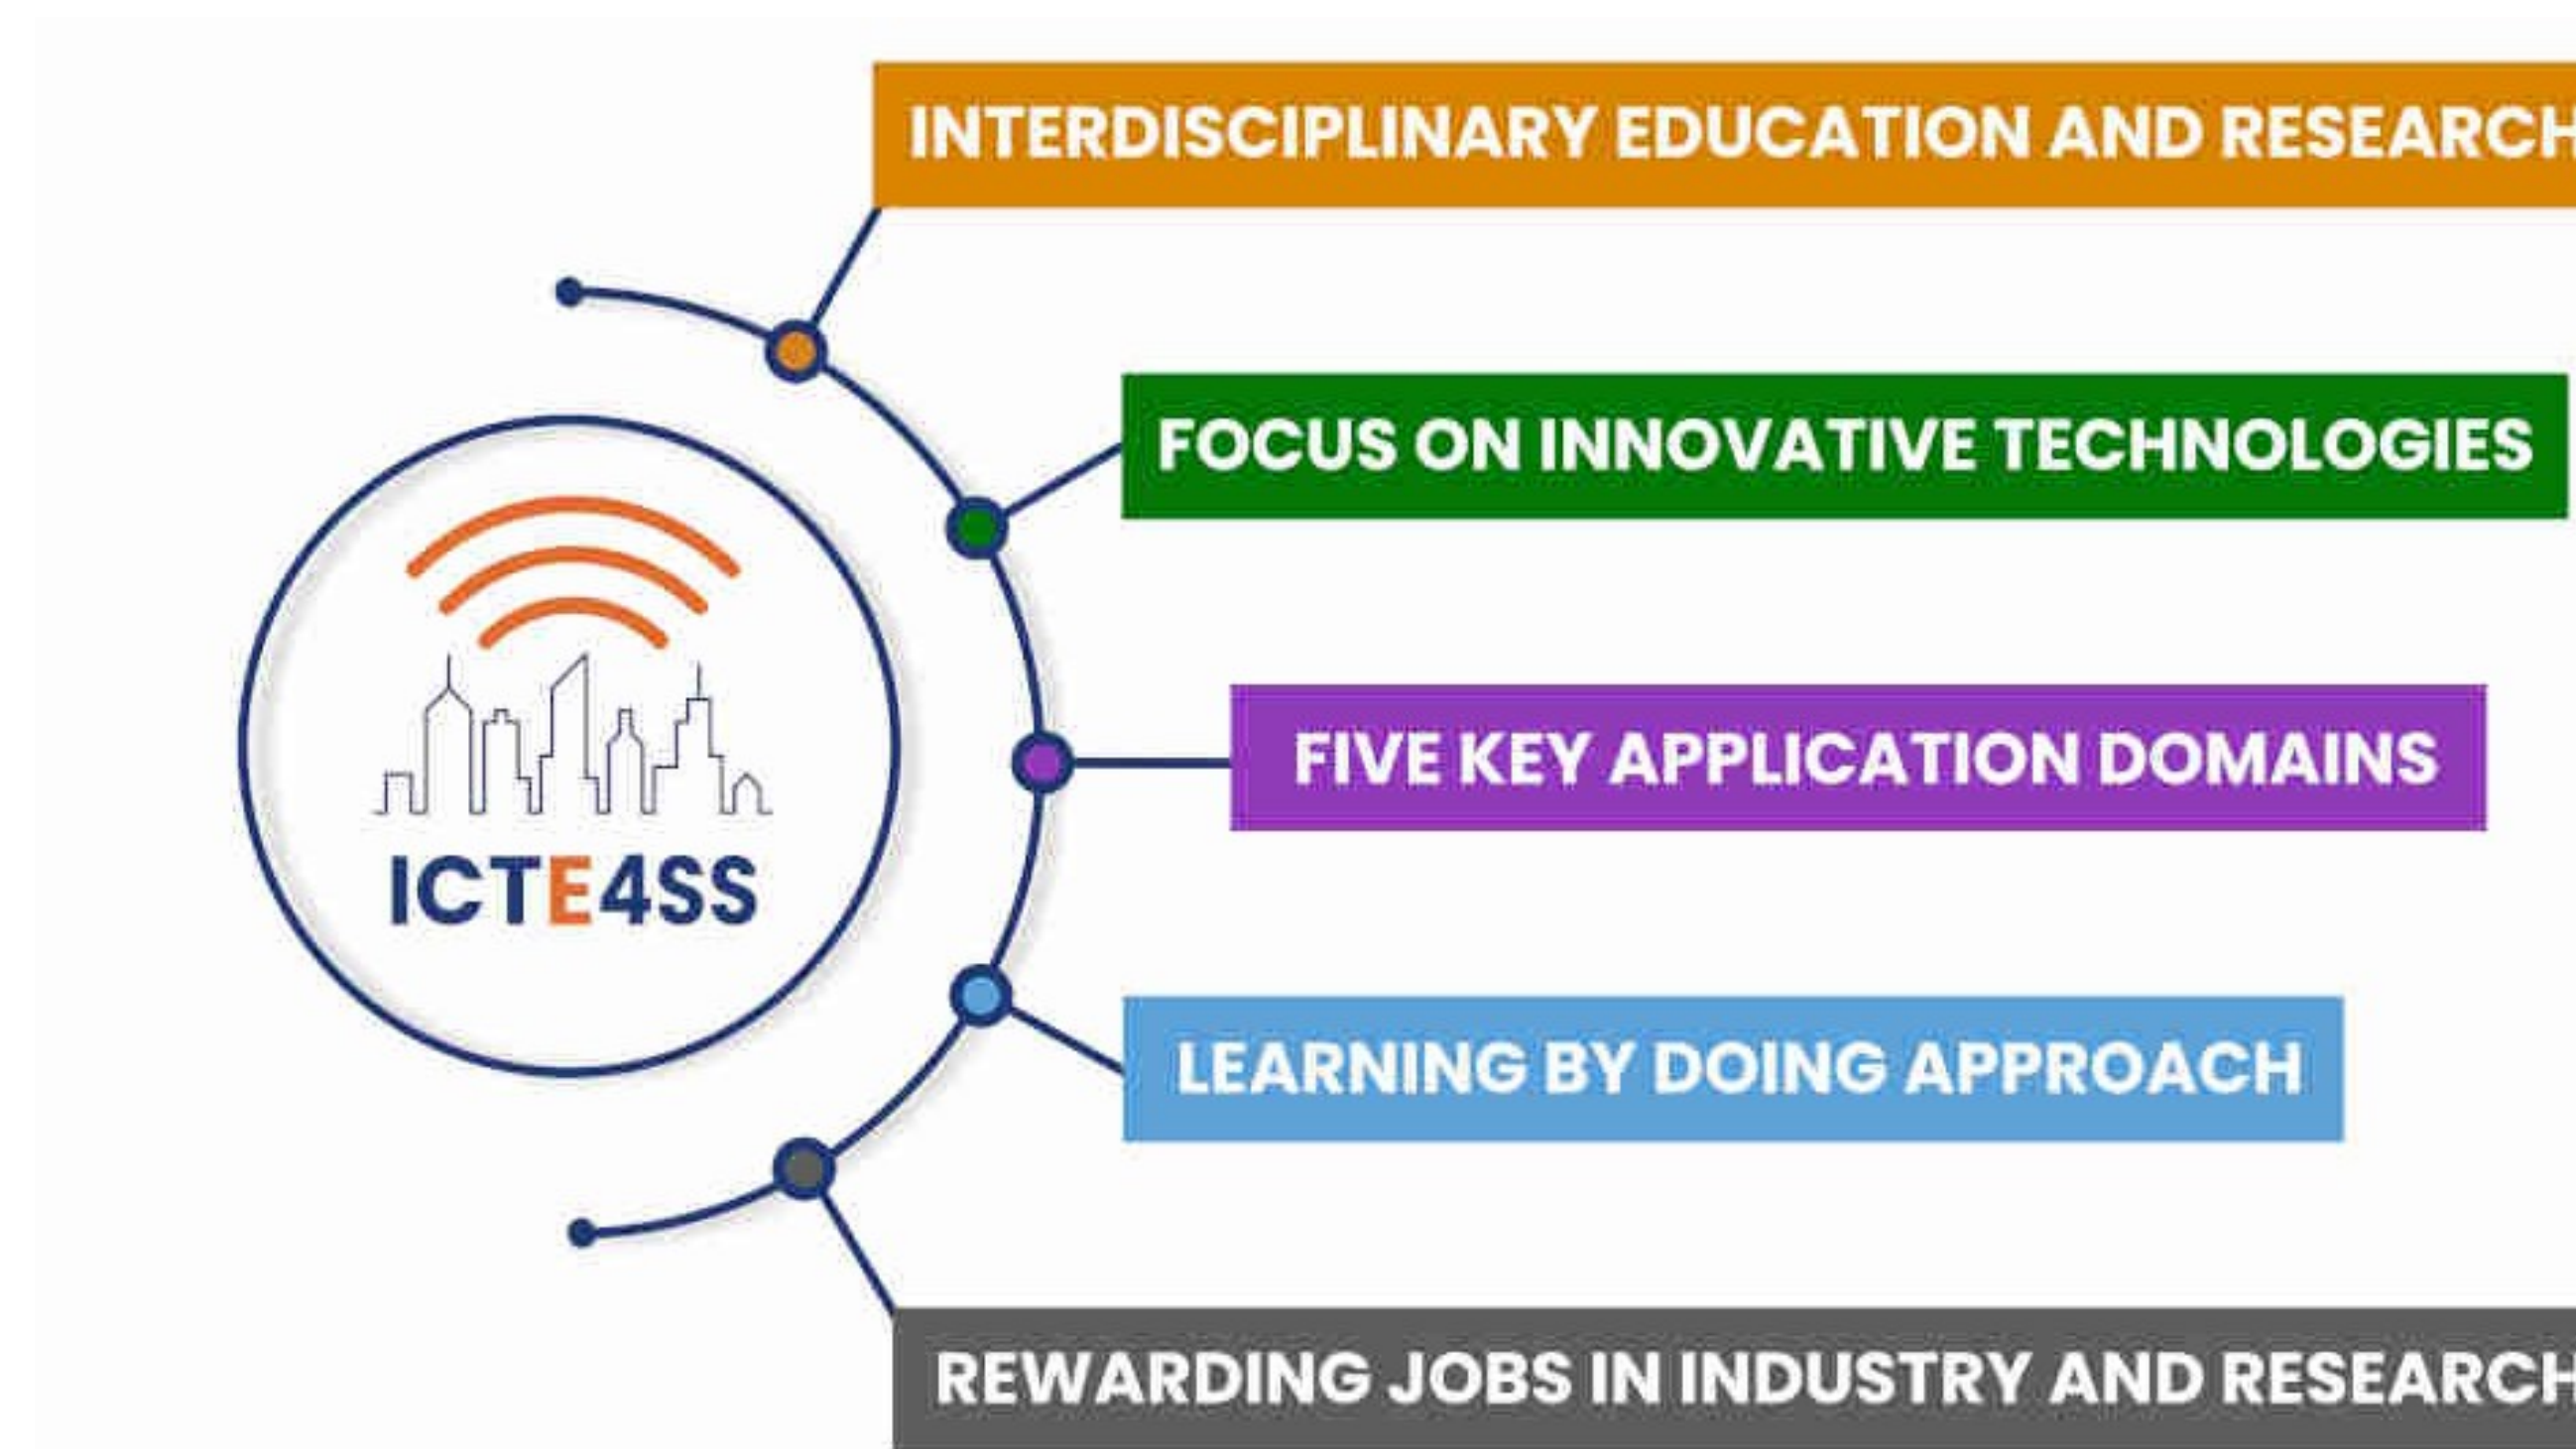 INTERDISCIPLINARY EDUCATION AND RESEARCH
FOCUS ON INNOVATIVE TECHNOLOGIES
FIVE KEY APPLICATION DOMAINS
ICTE4SS
LEARNING BY DOING APPROACH
REWARDING JOBS IN INDUSTRY AND RESEARCH